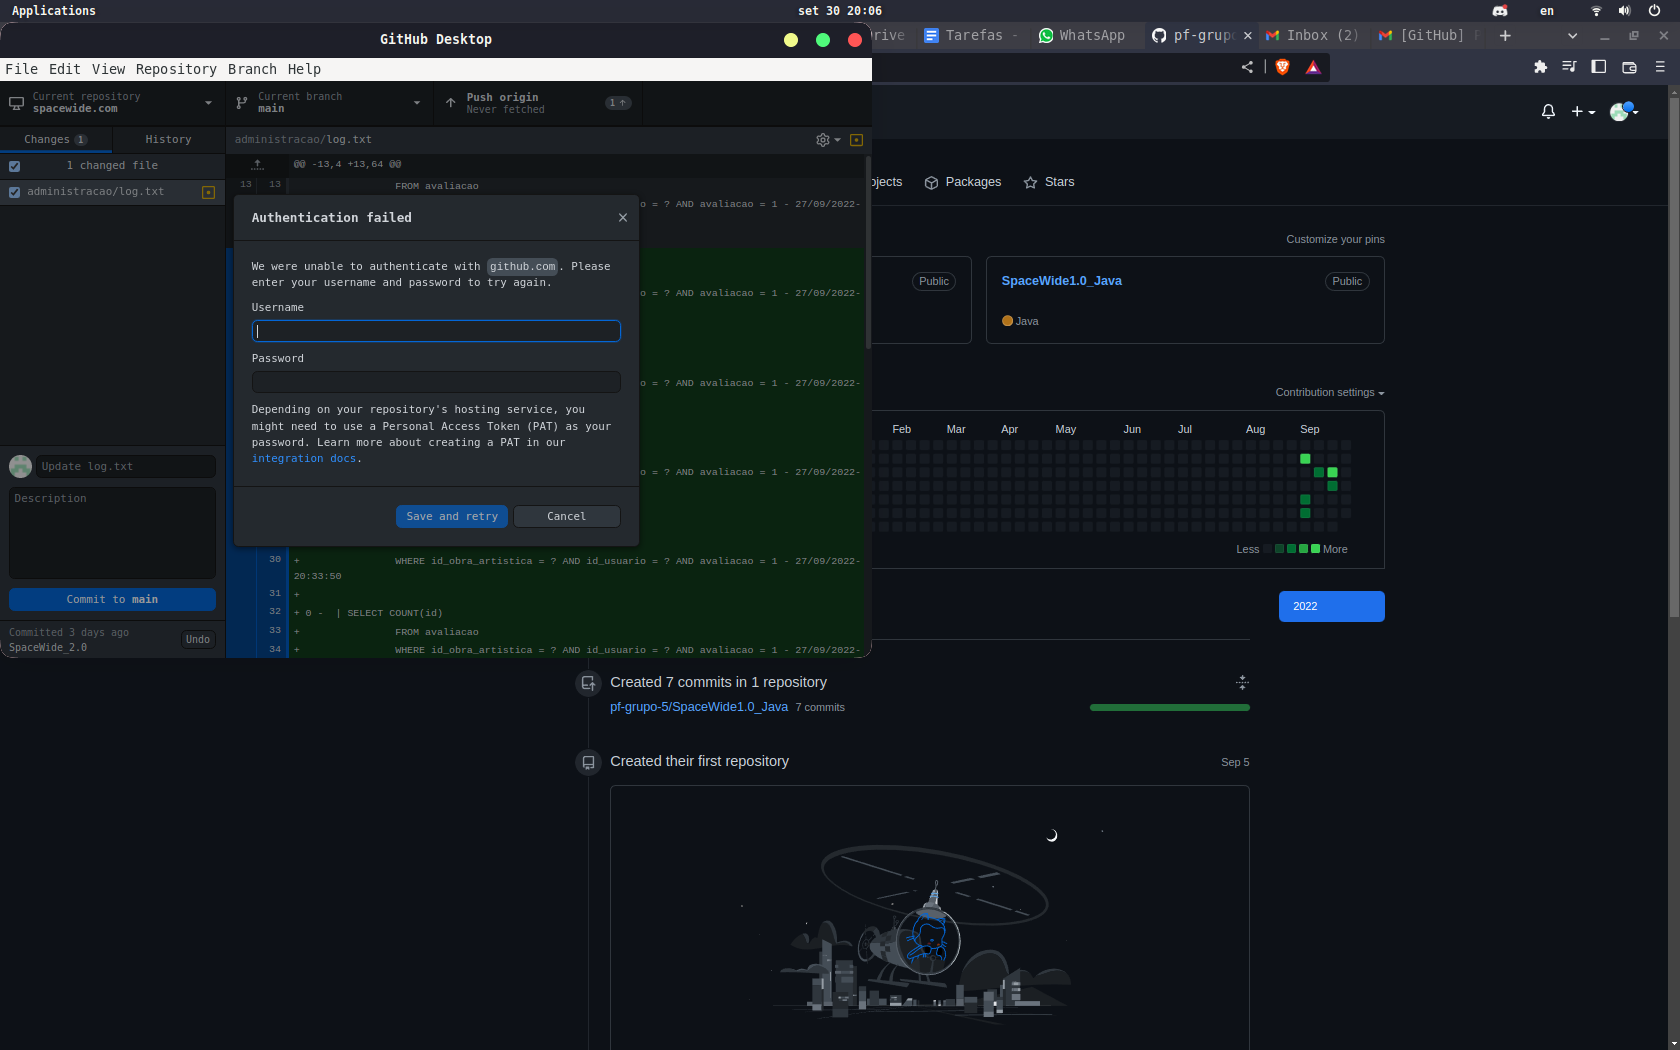 Applications
set 30 20:06
en
GitHub Desktop
rive
Tarefas -
WhatsApp
pf-grup
Inbox (2)
[GitHub]
File Edit View Repository Branch Help
Current repository
spacewide.com
Current branch
main
Push origin
Never fetched
1
Changes 1
History
administracao/log.txt
1 changed file
@@ -13,4 +13,64 @@
administracao/log.txt
13 13 FROM avaliacao
o = ? AND avaliacao = 1 - 27/09/2022-
Authentication failed
We were unable to authenticate with github.com. Please
enter your username and password to try again.
o = ? AND avaliacao = 1 - 27/09/2022-
Username
Password
o = ? AND avaliacao = 1 - 27/09/2022-
Depending on your repository's hosting service, you
might need to use a Personal Access Token (PAT) as your
password. Learn more about creating a PAT in our
integration docs.
o = ? AND avaliacao = 1 - 27/09/2022-
Save and retry
Cancel
30 + WHERE id_obra_artistica = ? AND id_usuario = ? AND avaliacao = 1 - 27/09/2022-
20:33:50
31 +
32 + 0 - | SELECT COUNT(id)
33 + FROM avaliacao
34 + WHERE id_obra_artistica = ? AND id_usuario = ? AND avaliacao = 1 - 27/09/2022-
Update log.txt
Description
Commit to main
Committed 3 days ago
SpaceWide_2.0
Undo
ojects
Packages
Stars
Customize your pins
Public
SpaceWide1.0_Java
Public
Java
Contribution settings
Feb Mar Apr May Jun Jul Aug Sep
Less
More
2022
Created 7 commits in 1 repository
pf-grupo-5/SpaceWide1.0_Java 7 commits
Created their first repository
Sep 5